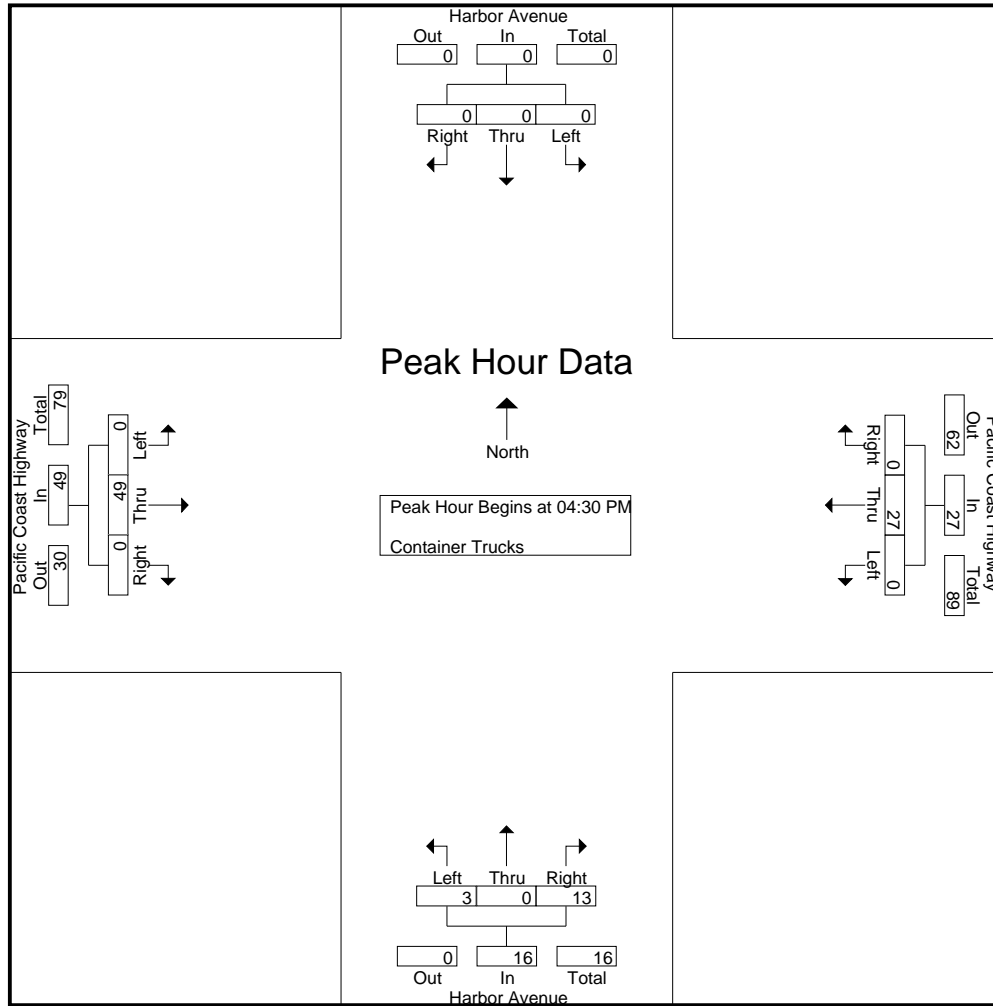 Harbor Avenue
Out In Total
0 0 0
0 0 0
Right Thru Left
Peak Hour Data
North
Peak Hour Begins at 04:30 PM
Container Trucks
Pacific Coast Highway
Total In Out
79 49 30
0 49 0
Left Thru Right
Pacific Coast Highway
Out In Total
62 27 89
0 27 0
Right Thru Left
Left Thru Right
3 0 13
0 16 16
Out In Total
Harbor Avenue